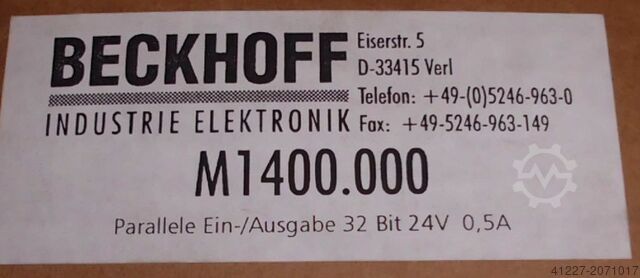 BECKHOFF
INDUSTRIE ELEKTRONIK
Eiserstr. 5
D-33415 Verl
Telefon: +49-(0)5246-963-0
Fax: +49-5246-963-149
M1400.000
Parallele Ein-/Ausgabe 32 Bit 24V 0,5A
41227-2071017